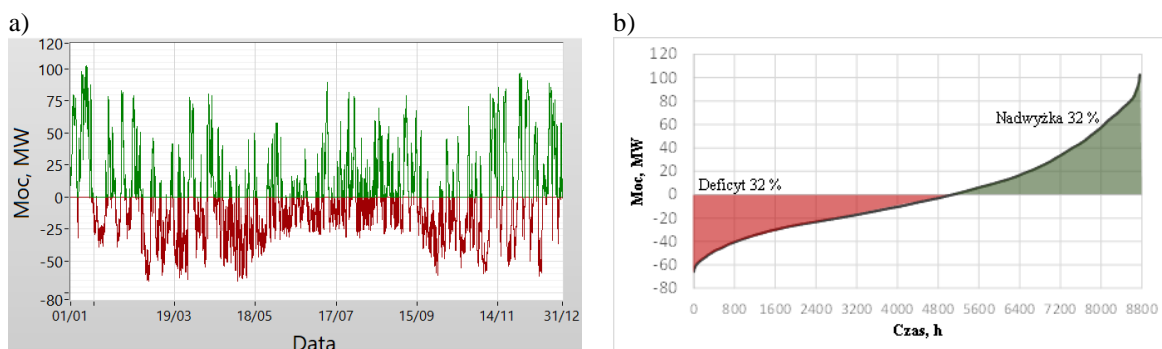 a)
Moc, MW
120
100
75
50
25
0
-25
-50
-80
01/01 19/03 18/05 17/07 15/09 14/11 31/12
Data
b)
Moc, MW
120
100
80
60
40
20
0
-20
-40
-60
-80
Nadwyżka 32 %
Deficyt 32 %
0 800 1600 2400 3200 4000 4800 5600 6400 7200 8000 8800
Czas, h